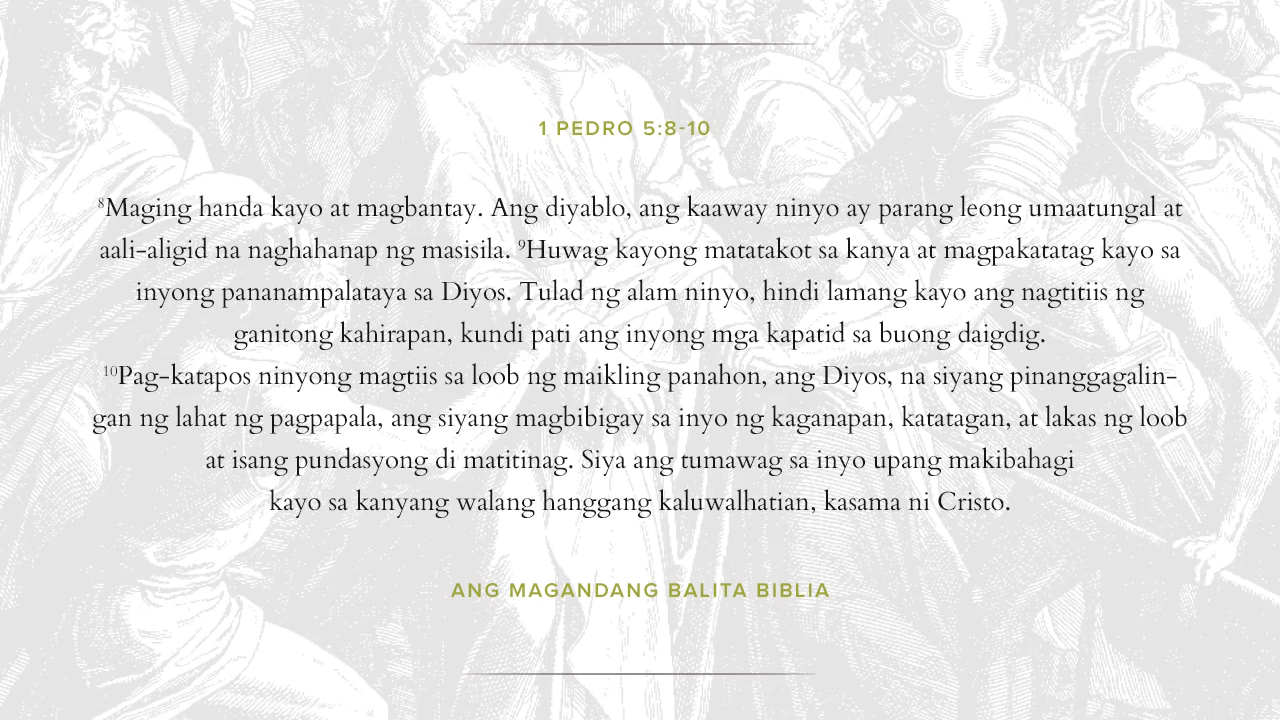 1 PEDRO 5:8-10
⁸Maging handa kayo at magbantay. Ang diyablo, ang kaaway ninyo ay parang leong umaatungal at
aali-aligid na naghahanap ng masisila. ⁹Huwag kayong matatakot sa kanya at magpakatatag kayo sa
inyong pananampalataya sa Diyos. Tulad ng alam ninyo, hindi lamang kayo ang nagtitiis ng
ganitong kahirapan, kundi pati ang inyong mga kapatid sa buong daigdig.
¹⁰Pag-katapos ninyong magtiis sa loob ng maikling panahon, ang Diyos, na siyang pinanggagalin-
gan ng lahat ng pagpapala, ang siyang magbibigay sa inyo ng kaganapan, katatagan, at lakas ng loob
at isang pundasyong di matitinag. Siya ang tumawag sa inyo upang makibahagi
kayo sa kanyang walang hanggang kaluwalhatian, kasama ni Cristo.
ANG MAGANDANG BALITA BIBLIA